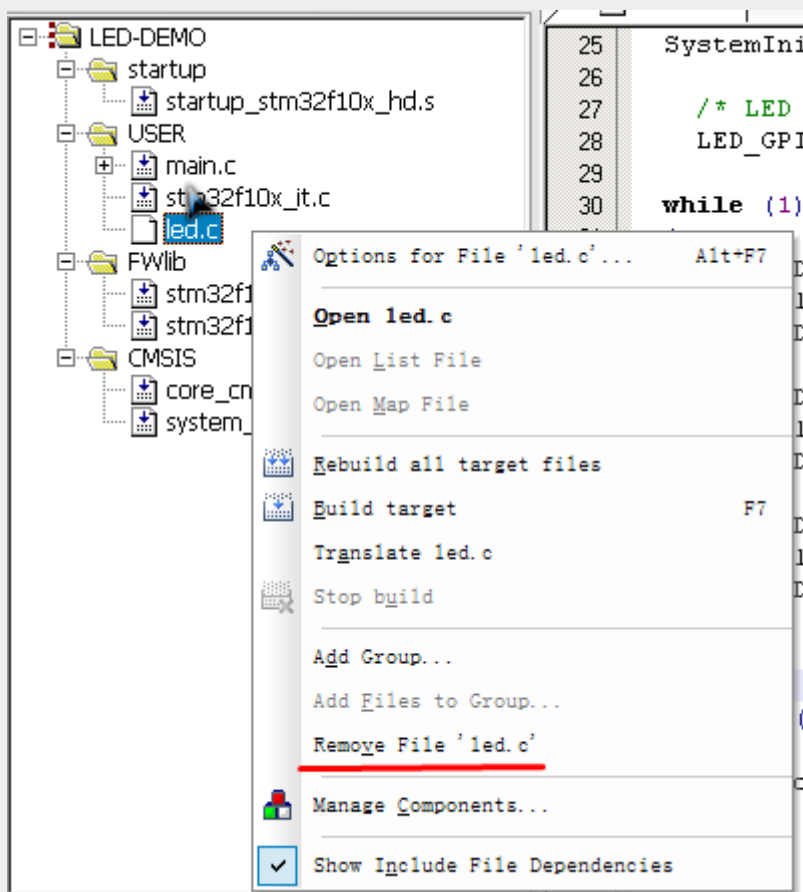 LED-DEMO
startup
startup_stm32f10x_hd.s
USER
main.c
stm32f10x_it.c
led.c
FWlib
stm32f1
stm32f1
CMSIS
core_cm
system_
25 SystemIni
26
27 /* LED
28 LED_GPI
29
30 while (1)
Options for File 'led.c'... Alt+F7
Open led.c
Open List File
Open Map File
Rebuild all target files
Build target F7
Translate led.c
Stop build
Add Group...
Add Files to Group...
Remove File 'led.c'
Manage Components...
Show Include File Dependencies